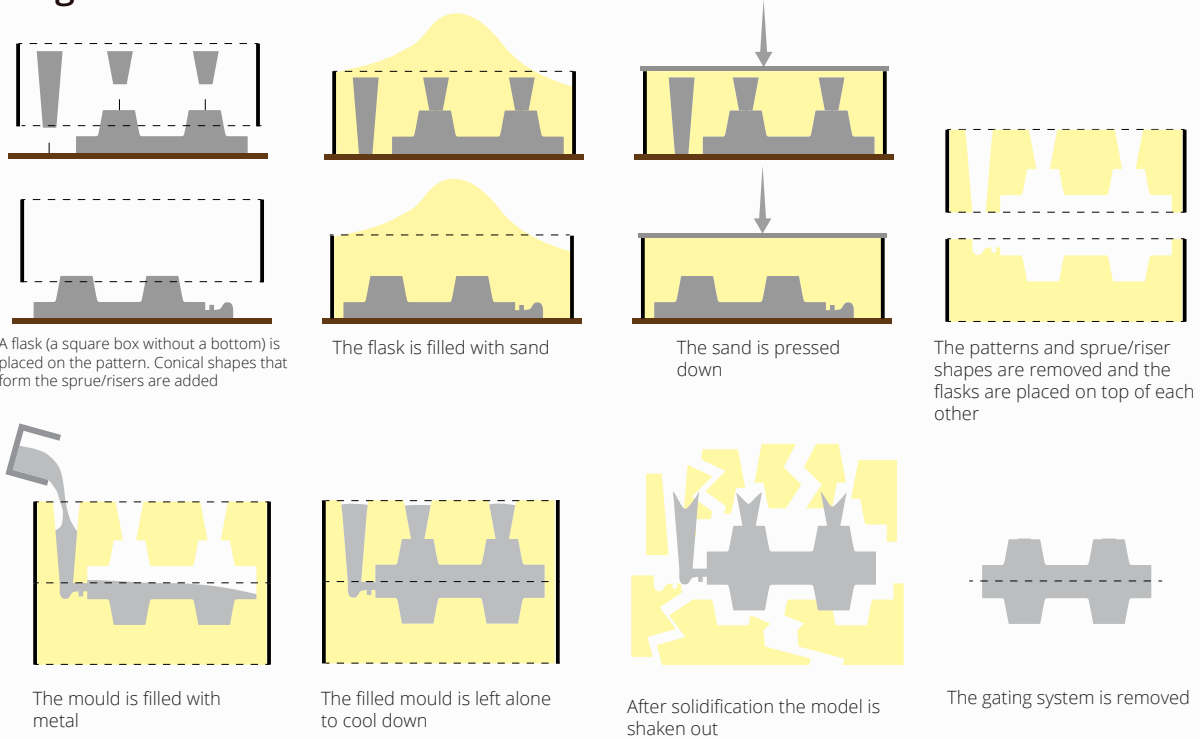 A flask (a square box without a bottom) is
placed on the pattern. Conical shapes that
form the sprue/risers are added
The flask is filled with sand
The sand is pressed
down
The patterns and sprue/riser
shapes are removed and the
flasks are placed on top of each
other
The mould is filled with
metal
The filled mould is left alone
to cool down
After solidification the model is
shaken out
The gating system is removed